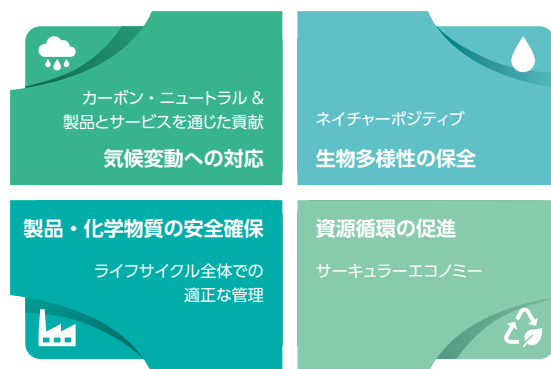 カーボン・ニュートラル &
製品とサービスを通じた貢献
気候変動への対応
ネイチャーポジティブ
生物多様性の保全
製品・化学物質の安全確保
ライフサイクル全体での
適正な管理
資源循環の促進
サーキュラーエコノミー